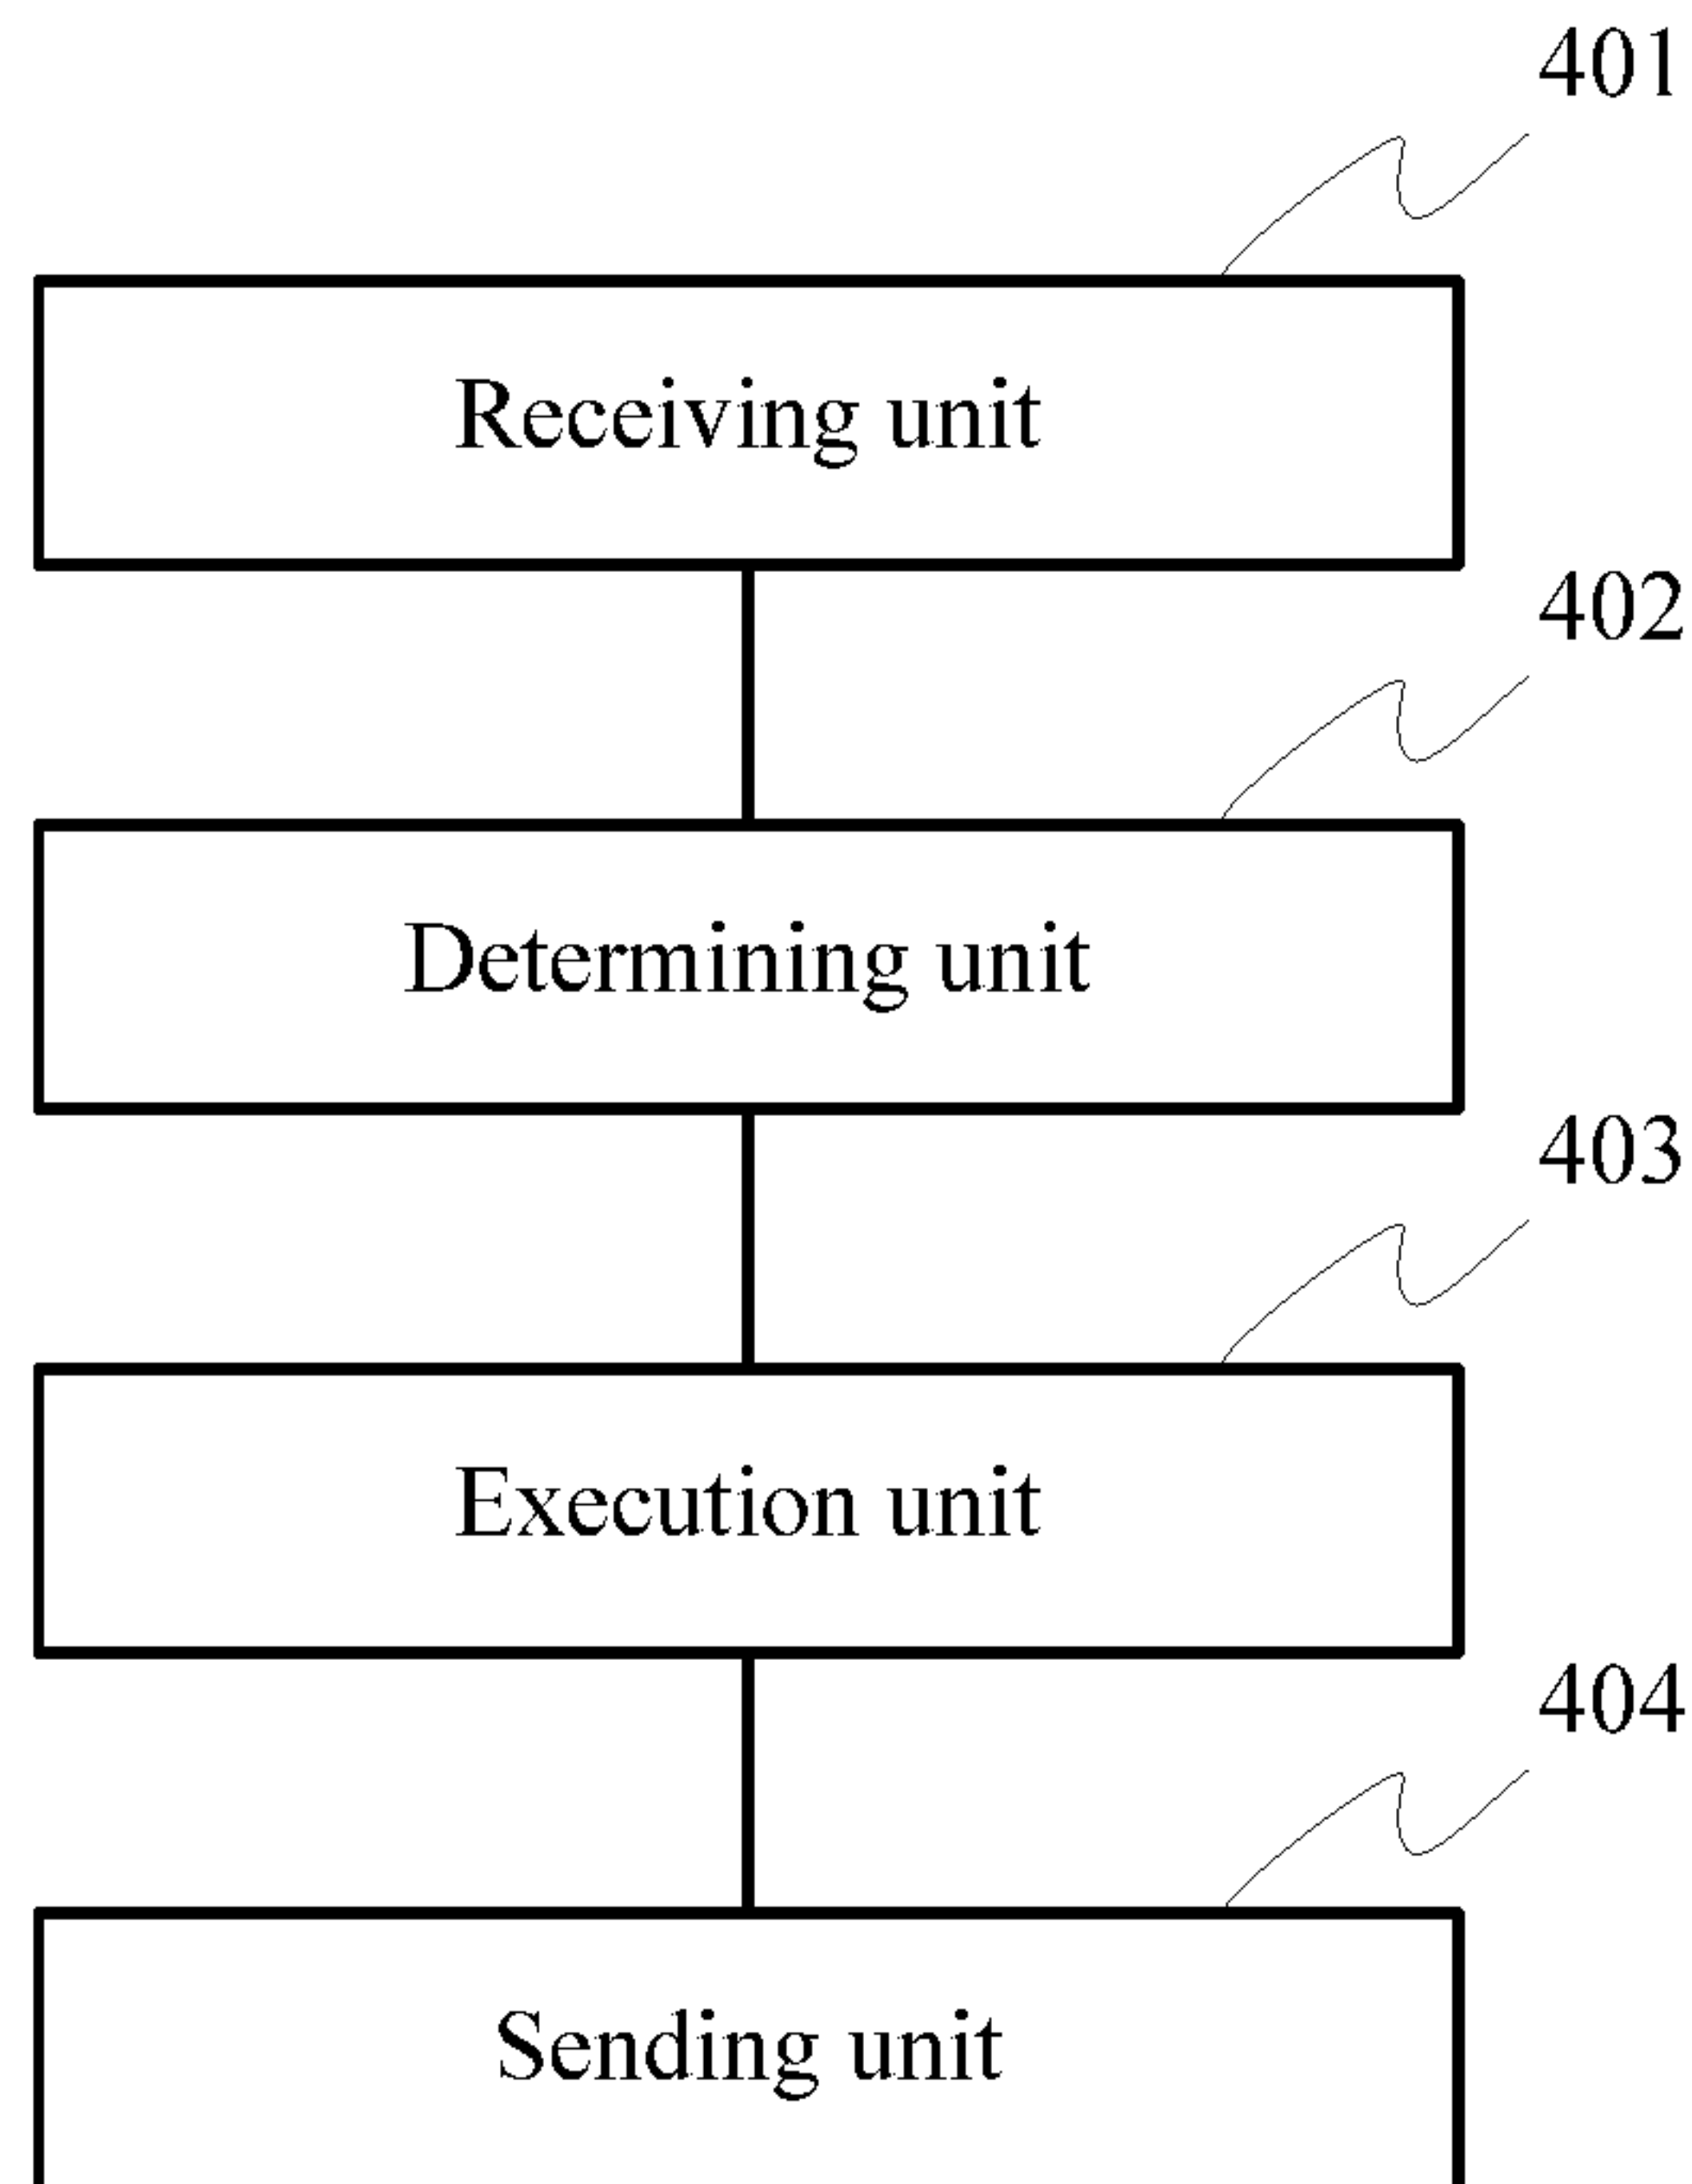 401
Receiving unit
402
Determining unit
403
Execution unit
404
Sending unit